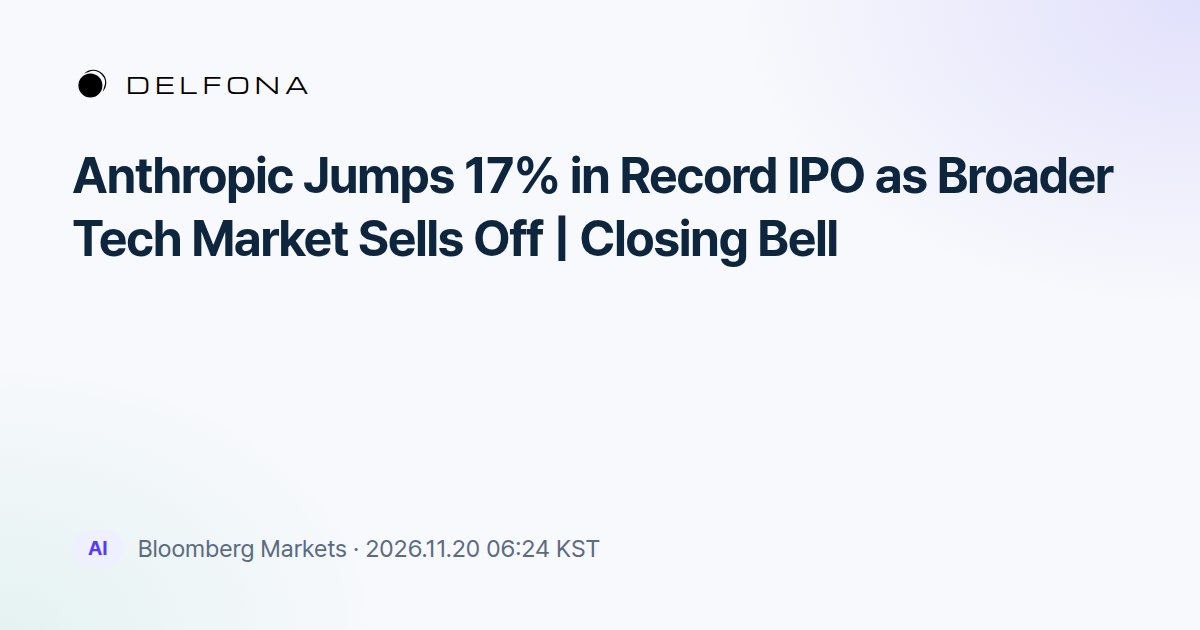 DELFONA
Anthropic Jumps 17% in Record IPO as Broader
Tech Market Sells Off | Closing Bell
AI Bloomberg Markets · 2026.11.20 06:24 KST